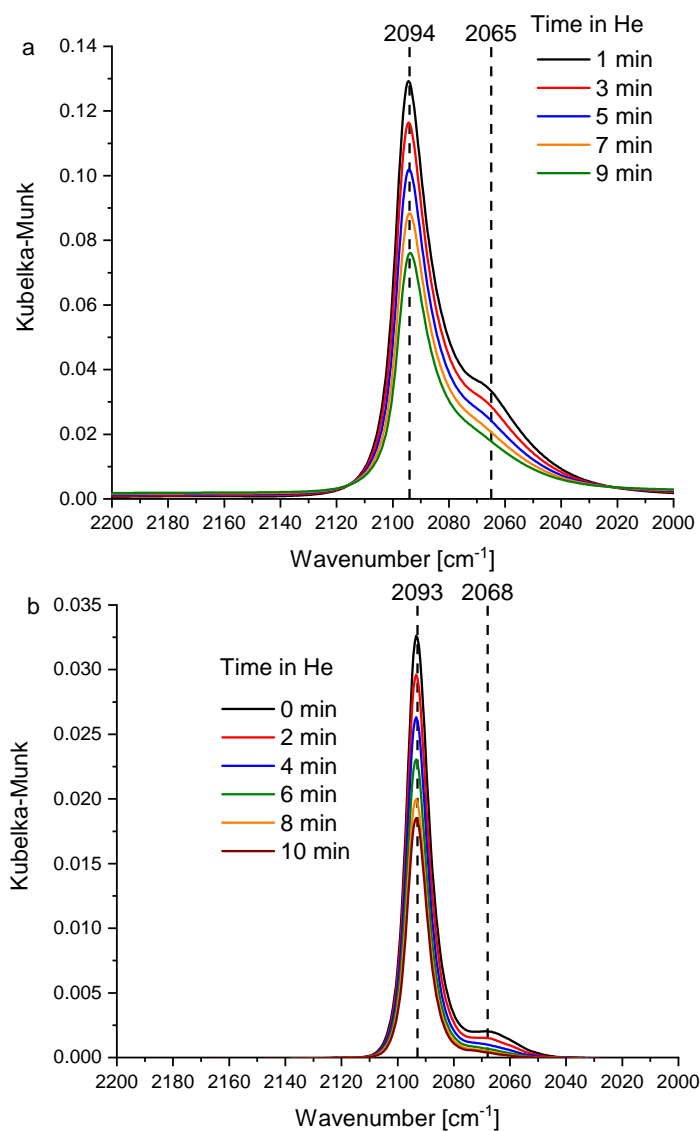 a
2094 2065
Time in He
1 min
3 min
5 min
7 min
9 min
0.14
0.12
0.10
0.08
0.06
0.04
0.02
0.00
Kubelka-Munk
2200 2180 2160 2140 2120 2100 2080 2060 2040 2020 2000
Wavenumber [cm⁻¹]
b
2093 2068
Time in He
0 min
2 min
4 min
6 min
8 min
10 min
0.035
0.030
0.025
0.020
0.015
0.010
0.005
0.000
Kubelka-Munk
2200 2180 2160 2140 2120 2100 2080 2060 2040 2020 2000
Wavenumber [cm⁻¹]